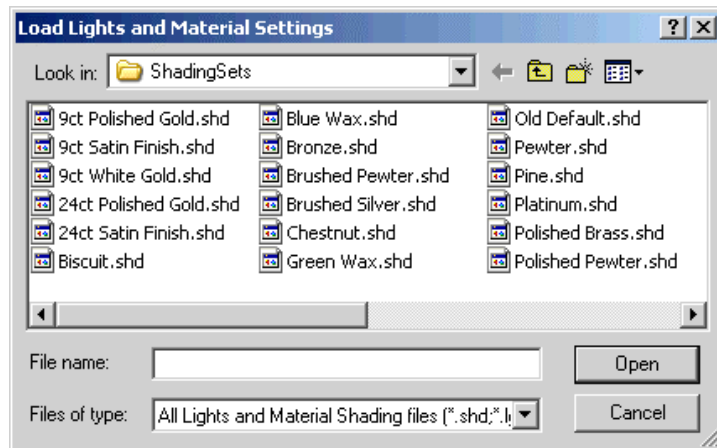 Load Lights and Material Settings
Look in: ShadingSets
9ct Polished Gold.shd Blue Wax.shd Old Default.shd
9ct Satin Finish.shd Bronze.shd Pewter.shd
9ct White Gold.shd Brushed Pewter.shd Pine.shd
24ct Polished Gold.shd Brushed Silver.shd Platinum.shd
24ct Satin Finish.shd Chestnut.shd Polished Brass.shd
Biscuit.shd Green Wax.shd Polished Pewter.shd
File name: Open
Files of type: All Lights and Material Shading files (*.shd;*.l Cancel